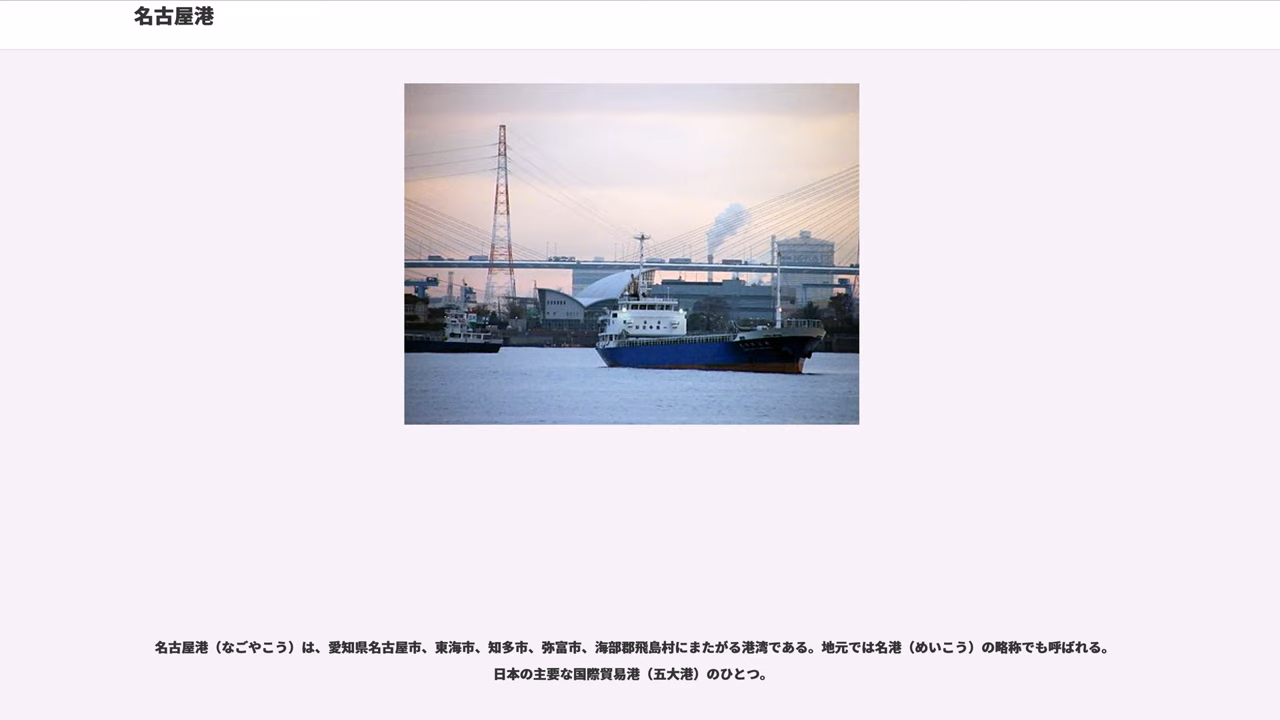 名古屋港
名古屋港（なごやこう）は、愛知県名古屋市、東海市、知多市、弥富市、海部郡飛島村にまたがる港湾である。地元では名港（めいこう）の略称でも呼ばれる。
日本の主要な国際貿易港（五大港）のひとつ。